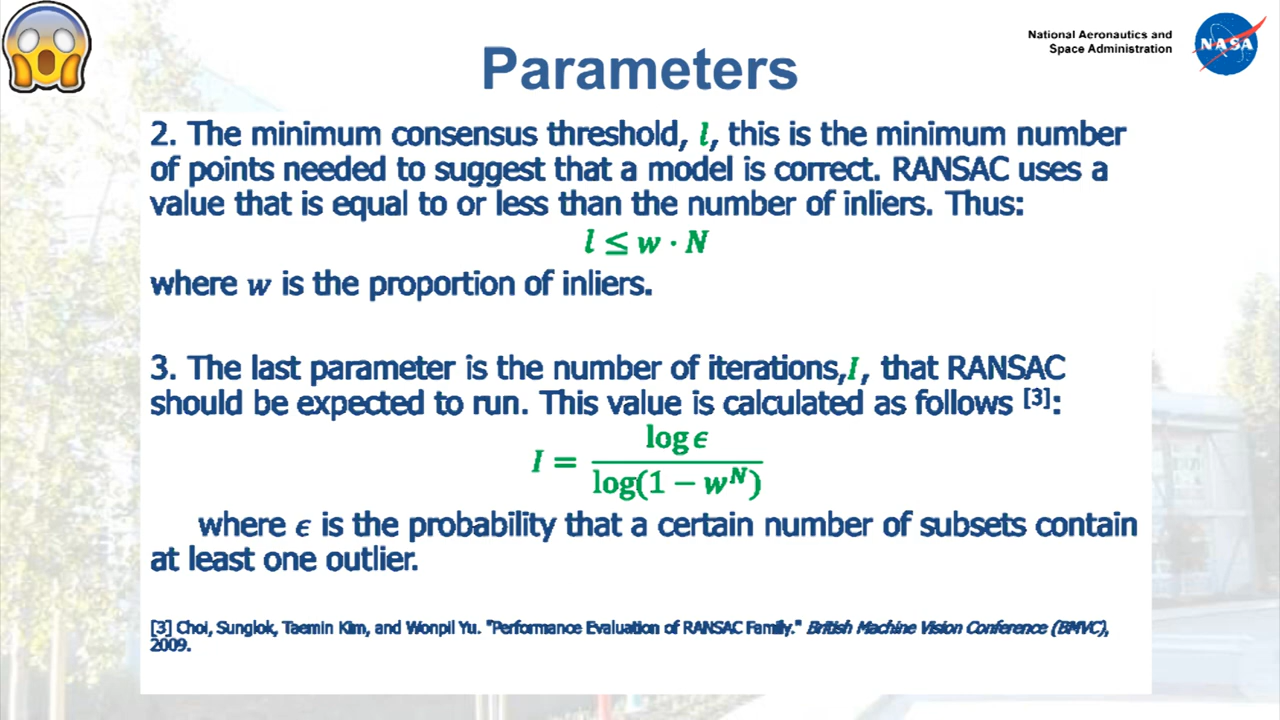 National Aeronautics and
Space Administration
NASA
Parameters
2. The minimum consensus threshold, l, this is the minimum number
of points needed to suggest that a model is correct. RANSAC uses a
value that is equal to or less than the number of inliers. Thus:
l ≤ w · N
where w is the proportion of inliers.
3. The last parameter is the number of iterations,I, that RANSAC
should be expected to run. This value is calculated as follows [3]:
I = log ϵ / log(1 − w^N)
where ϵ is the probability that a certain number of subsets contain
at least one outlier.
[3] Choi, Sunglok, Taemin Kim, and Wonpil Yu. "Performance Evaluation of RANSAC Family." British Machine Vision Conference (BMVC),
2009.